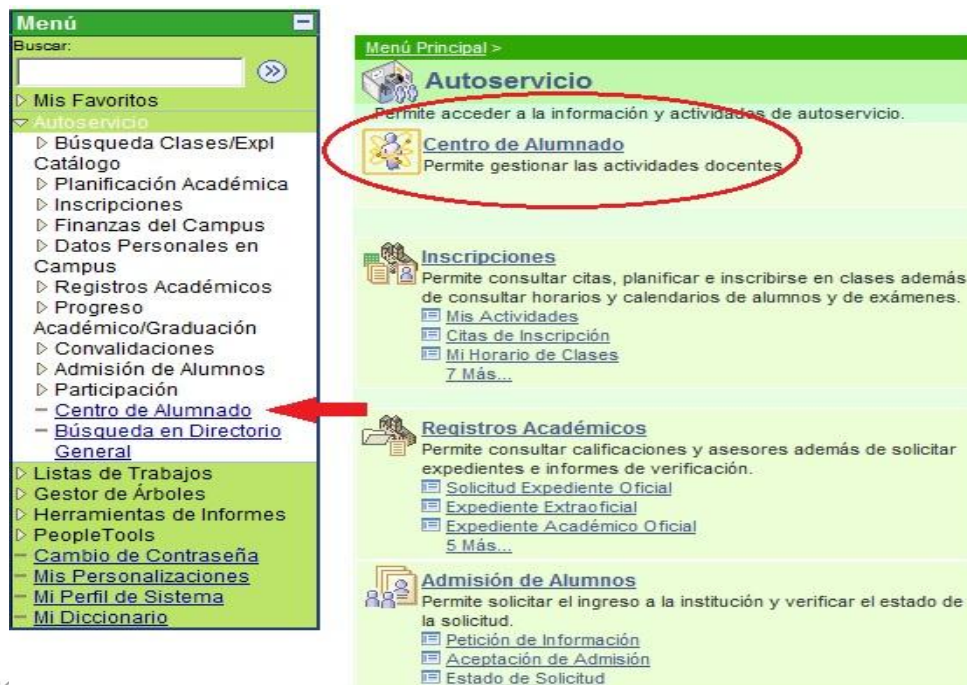 Menú
Buscar:
Mis Favoritos
Autoservicio
Búsqueda Clases/Expl
Catálogo
Planificación Académica
Inscripciones
Finanzas del Campus
Datos Personales en
Campus
Registros Académicos
Progreso
Académico/Graduación
Convalidaciones
Admisión de Alumnos
Participación
Centro de Alumnado
Búsqueda en Directorio
General
Listas de Trabajos
Gestor de Árboles
Herramientas de Informes
PeopleTools
Cambio de Contraseña
Mis Personalizaciones
Mi Perfil de Sistema
Mi Diccionario
Menú Principal >
Autoservicio
Permite acceder a la información y actividades de autoservicio.
Centro de Alumnado
Permite gestionar las actividades docentes
Inscripciones
Permite consultar citas, planificar e inscribirse en clases además
de consultar horarios y calendarios de alumnos y de exámenes.
Mis Actividades
Citas de Inscripción
Mi Horario de Clases
7 Más...
Registros Académicos
Permite consultar calificaciones y asesores además de solicitar
expedientes e informes de verificación.
Solicitud Expediente Oficial
Expediente Extraoficial
Expediente Académico Oficial
5 Más...
Admisión de Alumnos
Permite solicitar el ingreso a la institución y verificar el estado de
la solicitud.
Petición de Información
Aceptación de Admisión
Estado de Solicitud